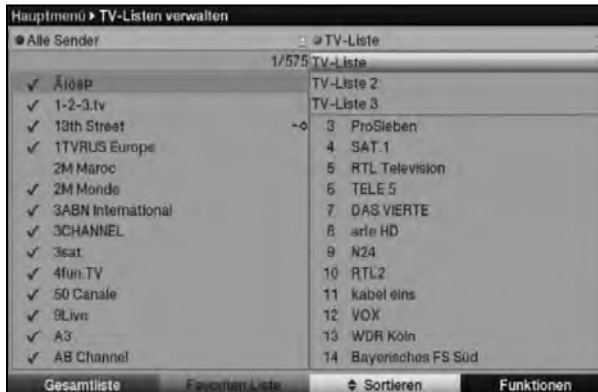 Hauptmenü ▸ TV-Listen verwalten
Alle Sender
1/575
✓ 1-2-3.tv
✓ 13th Street
✓ 1TVRUS Europe
2M Maroc
✓ 2M Monde
✓ 3ABN International
✓ 3CHANNEL
✓ 3sat
✓ 4fun.TV
✓ 50 Canale
✓ 9Live
✓ A3
✓ AB Channel
TV-Liste
TV-Liste
TV-Liste 2
TV-Liste 3
3 ProSieben
4 SAT.1
5 RTL Television
6 TELE 5
7 DAS VIERTE
8 arte HD
9 N24
10 RTL2
11 kabel eins
12 VOX
13 WDR Köln
14 Bayerisches FS Süd
Gesamtliste
Favoriten Liste
Sortieren
Funktionen